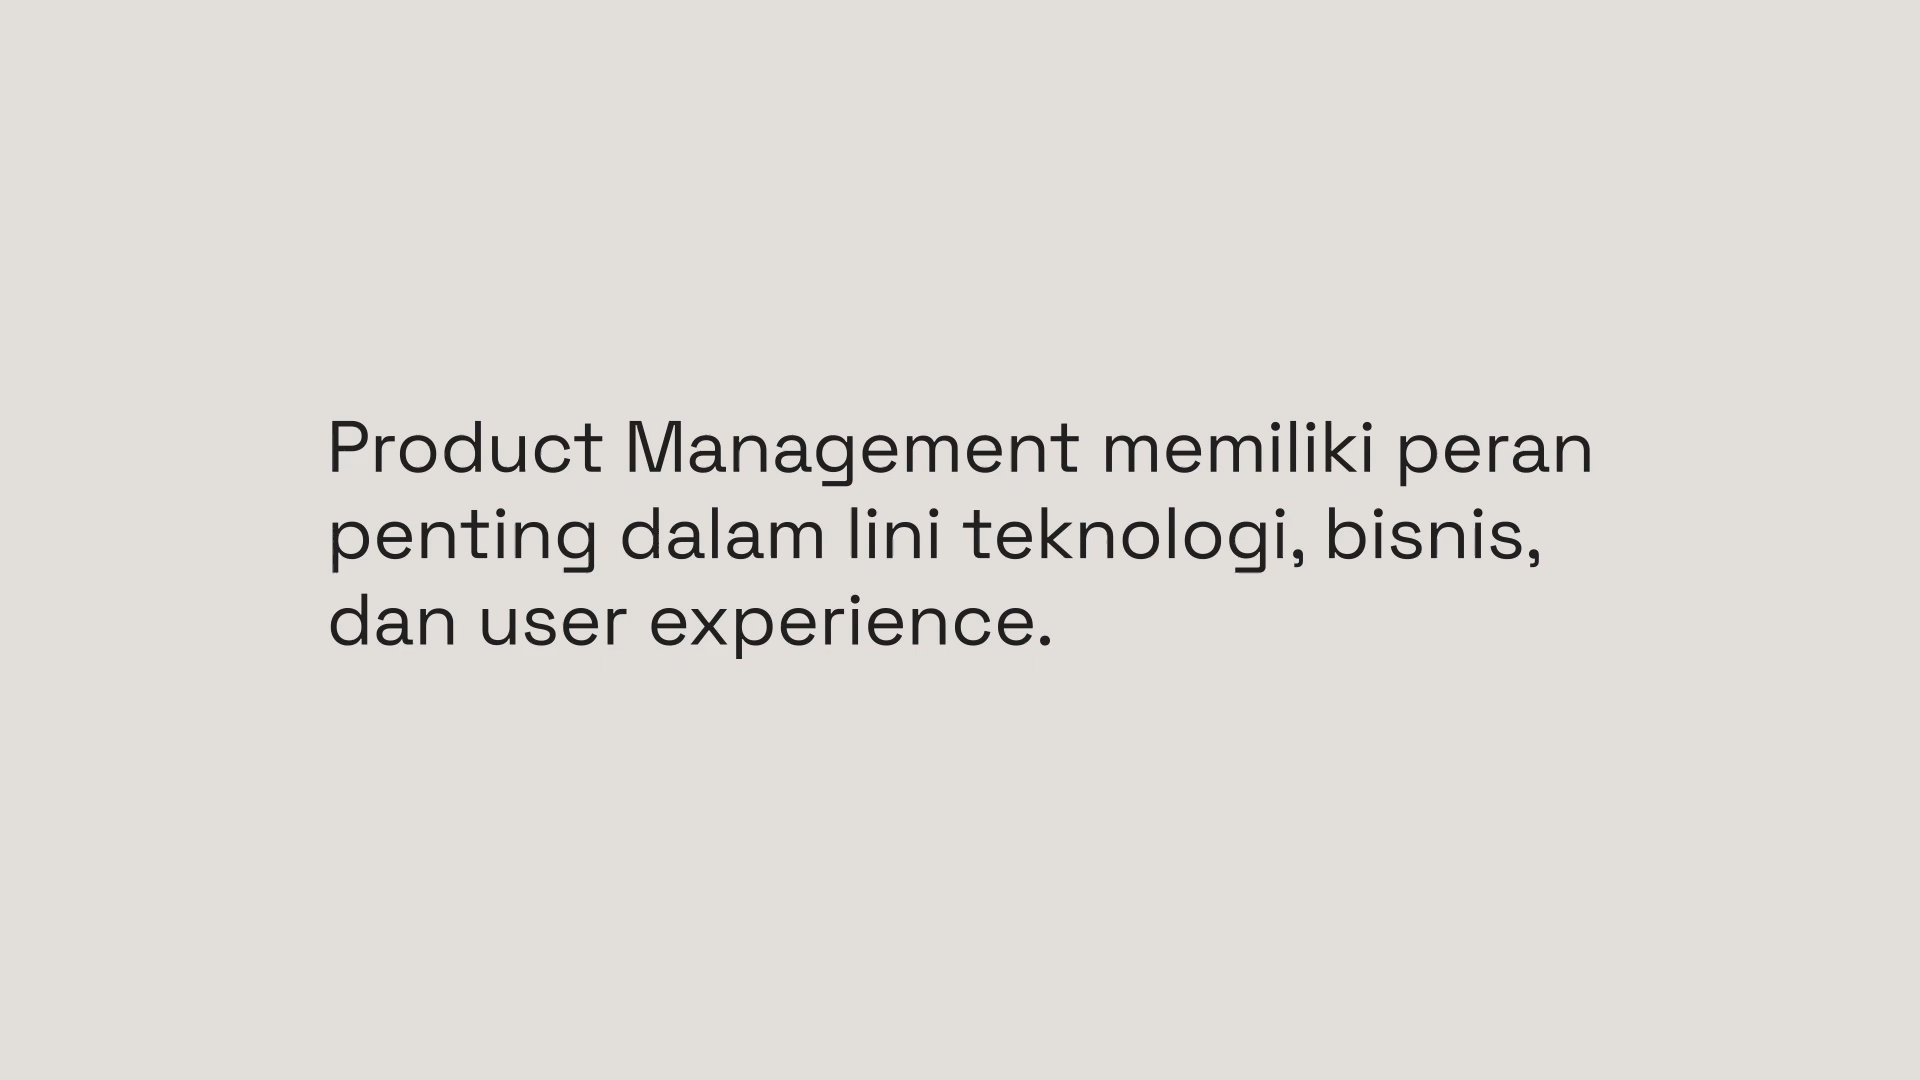 Product Management memiliki peran
penting dalam lini teknologi, bisnis,
dan user experience.